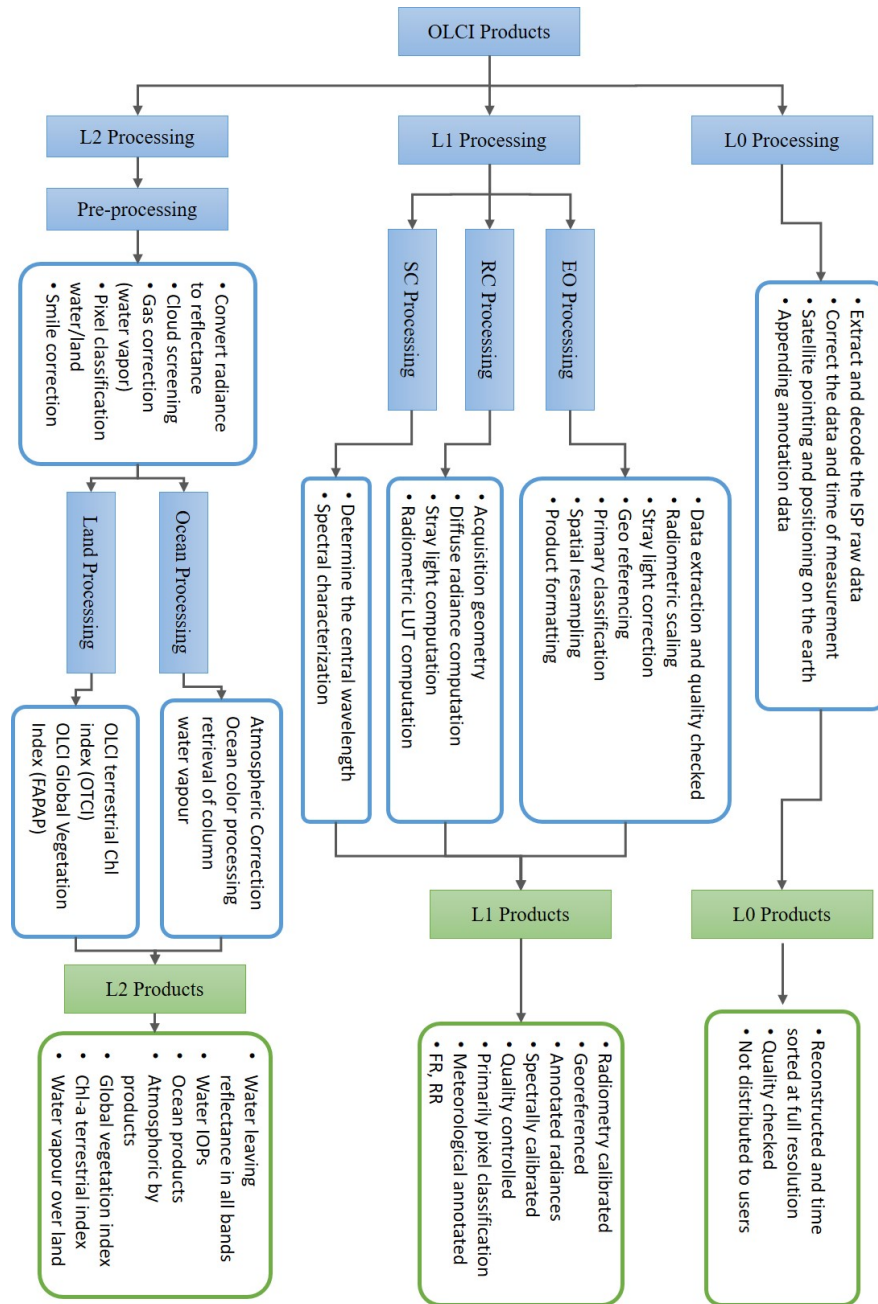 OLCI Products
L2 Processing
L1 Processing
L0 Processing
Pre-processing
SC Processing
RC Processing
EO Processing
• Convert radiance
to reflectance
• Cloud screening
• Gas correction
(water vapor)
• Pixel classification
water/land
• Smile correction
Land Processing
Ocean Processing
• Determine the central wavelength
• Spectral characterization
• Acquisition geometry
• Diffuse radiance computation
• Stray light computation
• Radiometric LUT computation
• Data extraction and quality checked
• Radiometric scaling
• Stray light correction
• Geo referencing
• Primary classification
• Spatial resampling
• Product formatting
• Extract and decode the ISP raw data
• Correct the data and time of measurement
• Satellite pointing and positioning on the earth
• Appending annotation data
OLCI terrestrial Chl
index (OTCI)
OLCI Global Vegetation
Index (FAPAP)
Atmospheric Correction
Ocean color processing
retrieval of column
water vapour
L2 Products
L1 Products
L0 Products
• Water leaving
reflectance in all bands
• Water IOPs
• Ocean products
• Atmospheric by
products
• Global vegetation index
• Chl-a terrestrial index
• Water vapour over land
• Radiometry calibrated
• Georeferenced
• Annotated radiances
• Spectrally calibrated
• Quality controlled
• Primarily pixel classification
• Meteorological annotated
• FR, RR
• Reconstructed and time
sorted at full resolution
• Quality checked
• Not distributed to users